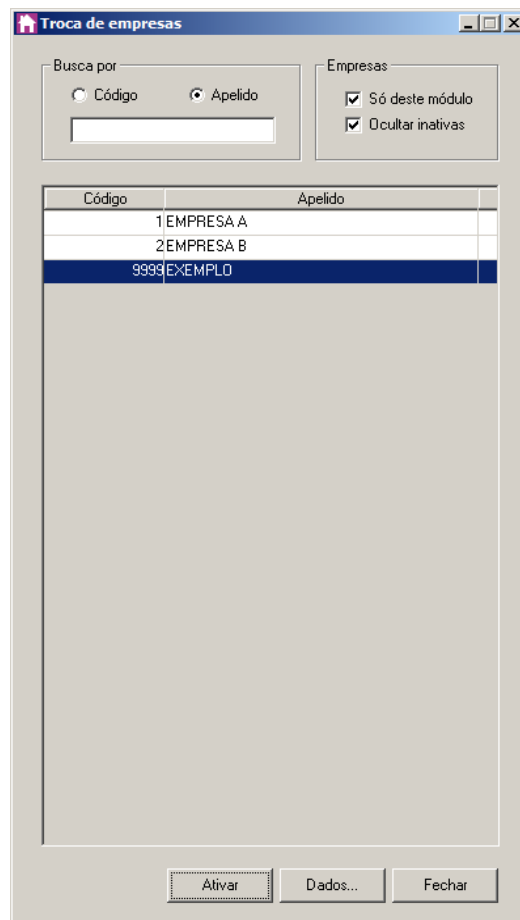 Troca de empresas
Busca por
Código
Apelido
Empresas
Só deste módulo
Ocultar inativas
Código Apelido
1 EMPRESA A
2 EMPRESA B
9999 EXEMPLO
Ativar Dados... Fechar